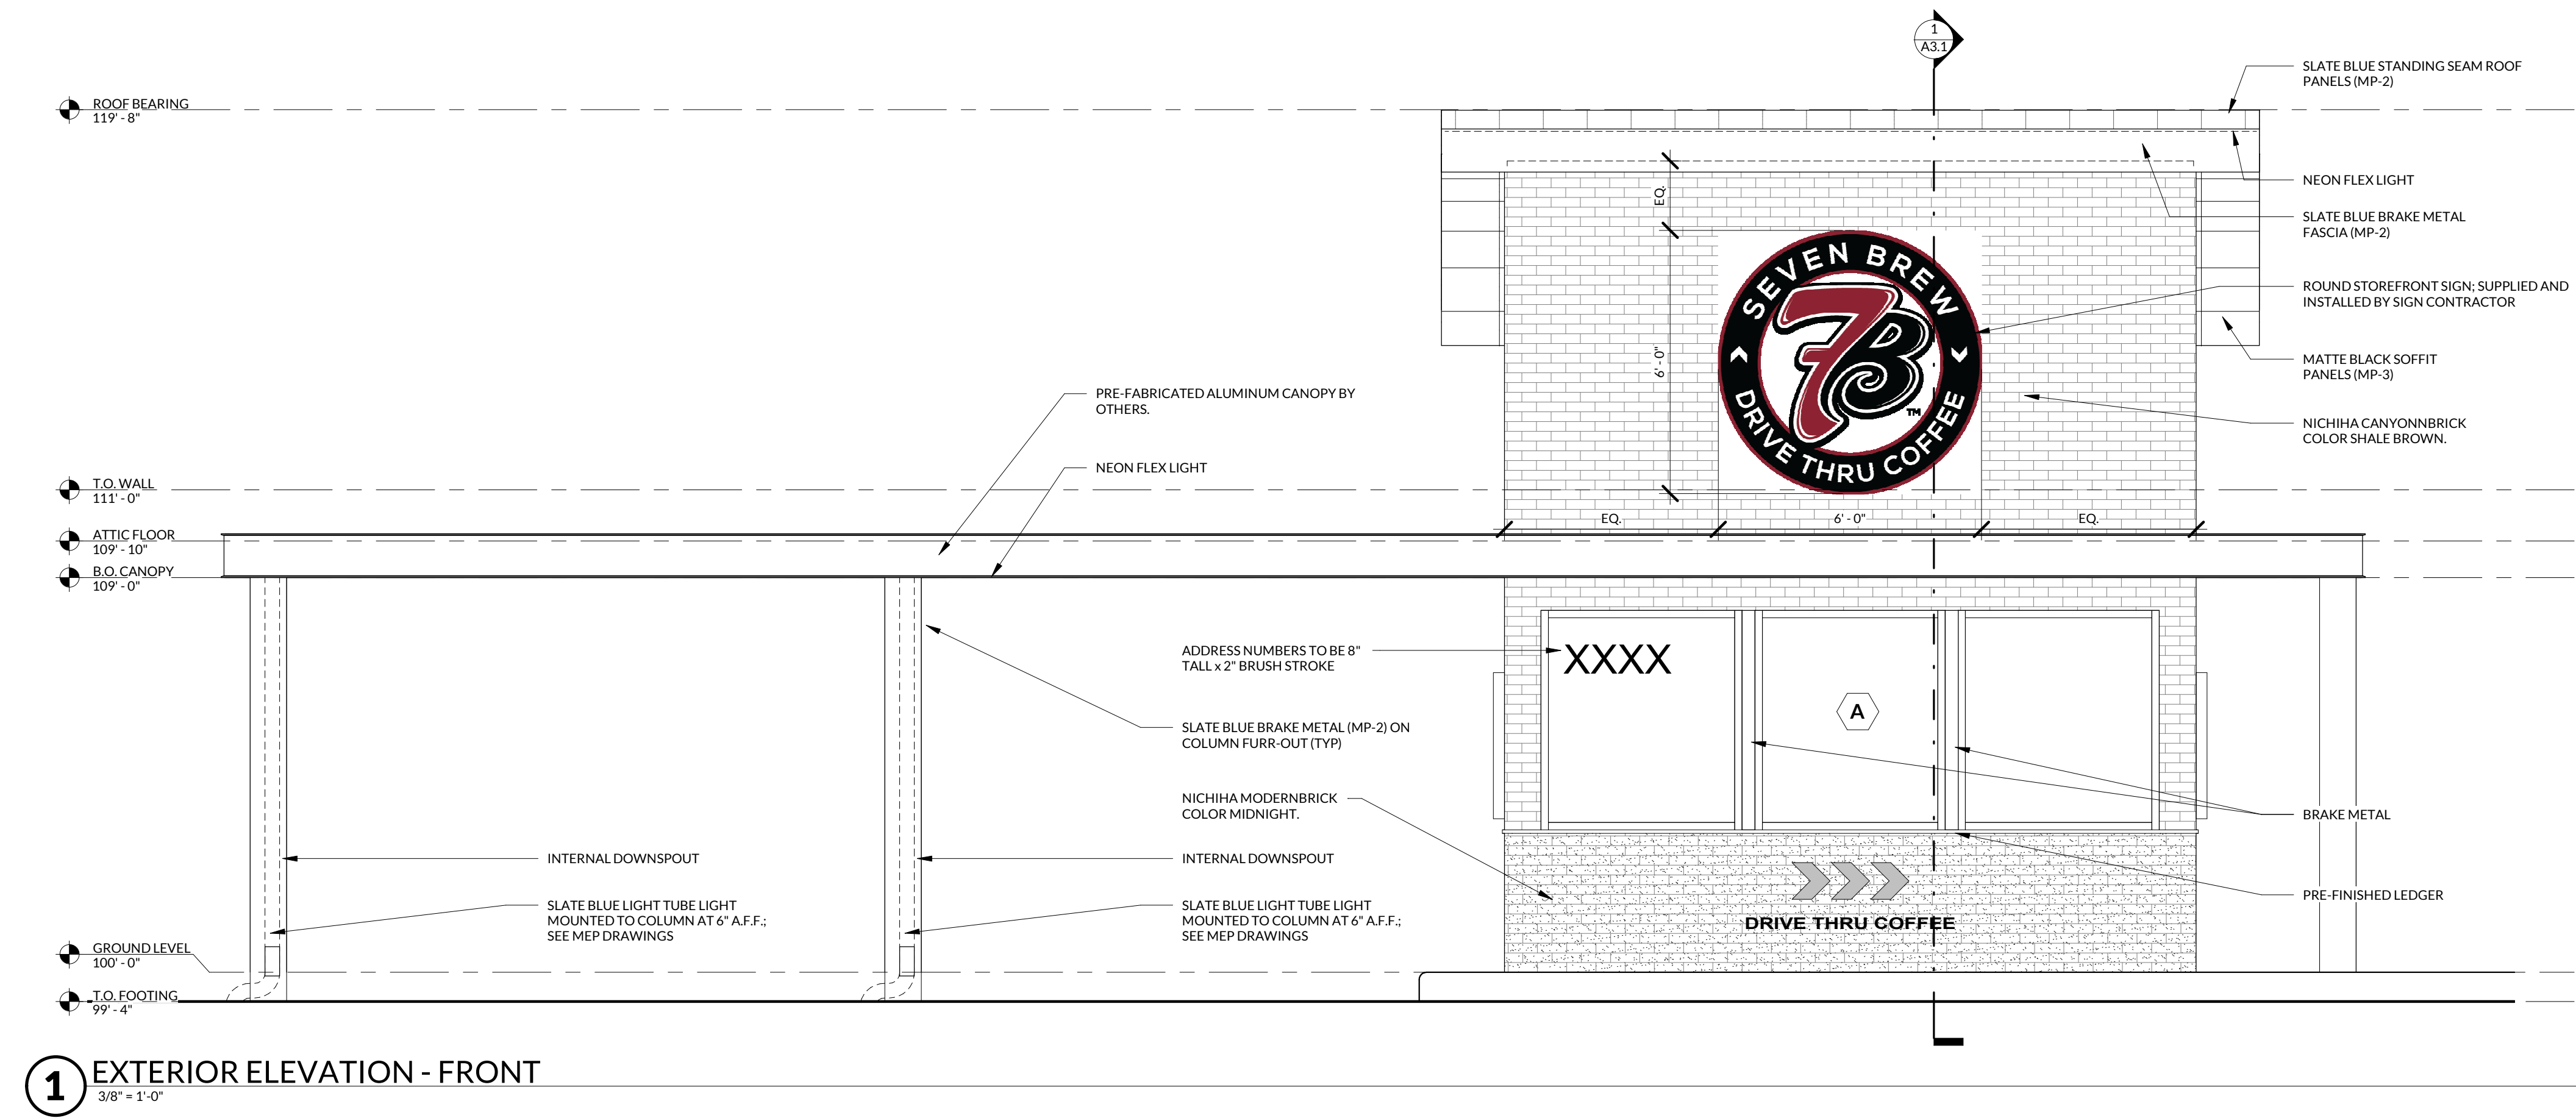 1
A3.1
SLATE BLUE STANDING SEAM ROOF
PANELS (MP-2)
ROOF BEARING
119' - 8"
NEON FLEX LIGHT
EQ.
SLATE BLUE BRAKE METAL
FASCIA (MP-2)
SEVEN BREW
7B
TM
DRIVE THRU COFFEE
ROUND STOREFRONT SIGN; SUPPLIED AND
INSTALLED BY SIGN CONTRACTOR
6' - 0"
MATTE BLACK SOFFIT
PANELS (MP-3)
PRE-FABRICATED ALUMINUM CANOPY BY
OTHERS.
NICHIHA CANYONNBRICK
COLOR SHALE BROWN.
NEON FLEX LIGHT
T.O. WALL
111' - 0"
EQ.
6' - 0"
EQ.
ATTIC FLOOR
109' - 10"
B.O. CANOPY
109' - 0"
ADDRESS NUMBERS TO BE 8"
TALL x 2" BRUSH STROKE
XXXX
A
SLATE BLUE BRAKE METAL (MP-2) ON
COLUMN FURR-OUT (TYP)
NICHIHA MODERNBRICK
COLOR MIDNIGHT.
BRAKE METAL
INTERNAL DOWNSPOUT
INTERNAL DOWNSPOUT
PRE-FINISHED LEDGER
SLATE BLUE LIGHT TUBE LIGHT
MOUNTED TO COLUMN AT 6" A.F.F.;
SEE MEP DRAWINGS
SLATE BLUE LIGHT TUBE LIGHT
MOUNTED TO COLUMN AT 6" A.F.F.;
SEE MEP DRAWINGS
DRIVE THRU COFFEE
GROUND LEVEL
100' - 0"
T.O. FOOTING
99' - 4"
1
EXTERIOR ELEVATION - FRONT
3/8" = 1'-0"